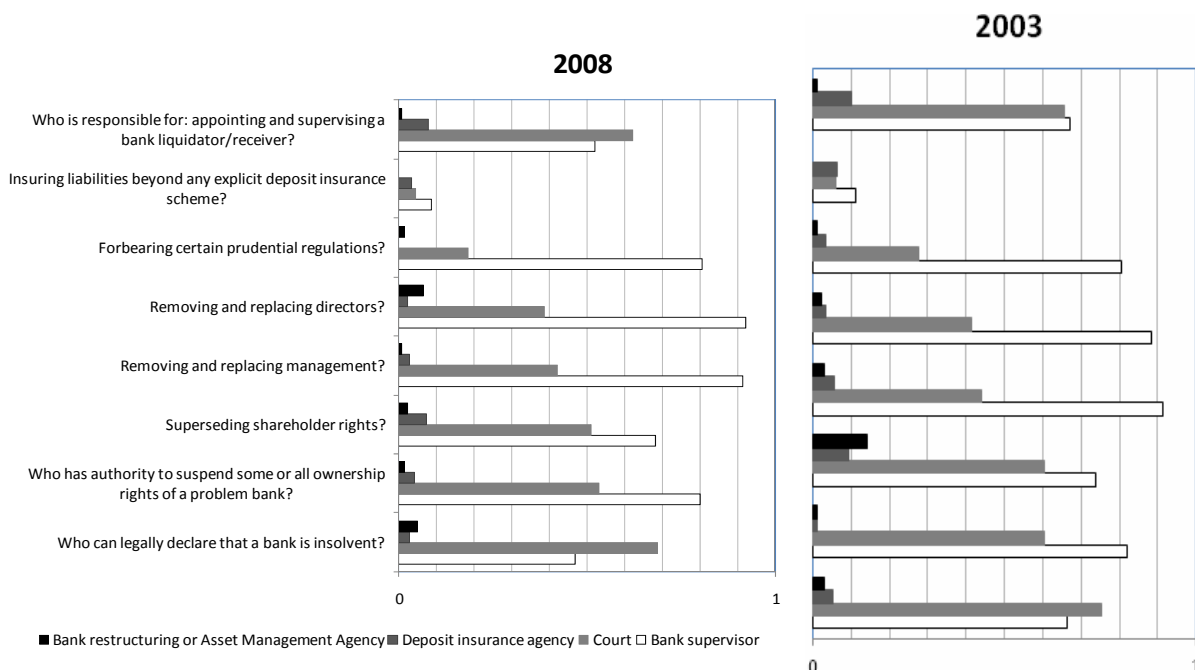 2003
2008
Who is responsible for: appointing and supervising a
bank liquidator/receiver?
Insuring liabilities beyond any explicit deposit insurance
scheme?
Forbearing certain prudential regulations?
Removing and replacing directors?
Removing and replacing management?
Superseding shareholder rights?
Who has authority to suspend some or all ownership
rights of a problem bank?
Who can legally declare that a bank is insolvent?
0 1
Bank restructuring or Asset Management Agency Deposit insurance agency Court Bank supervisor
0 1